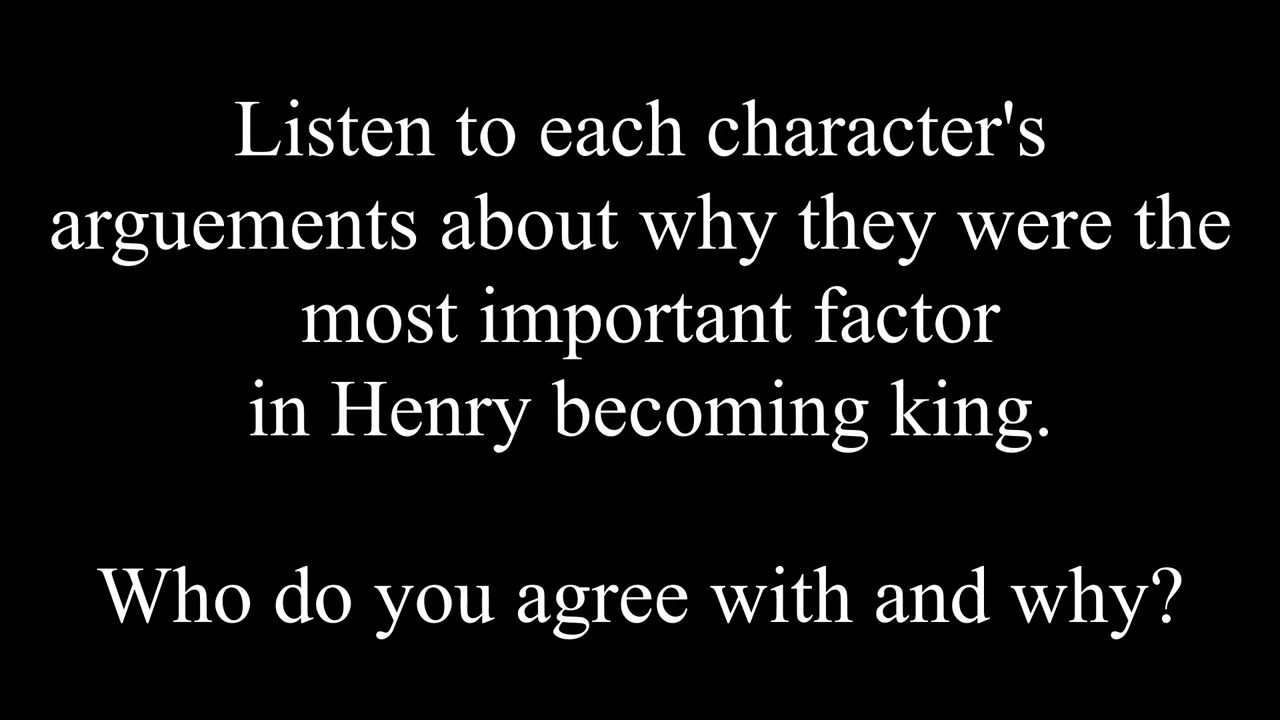 Listen to each character's
arguements about why they were the
most important factor
in Henry becoming king.
Who do you agree with and why?